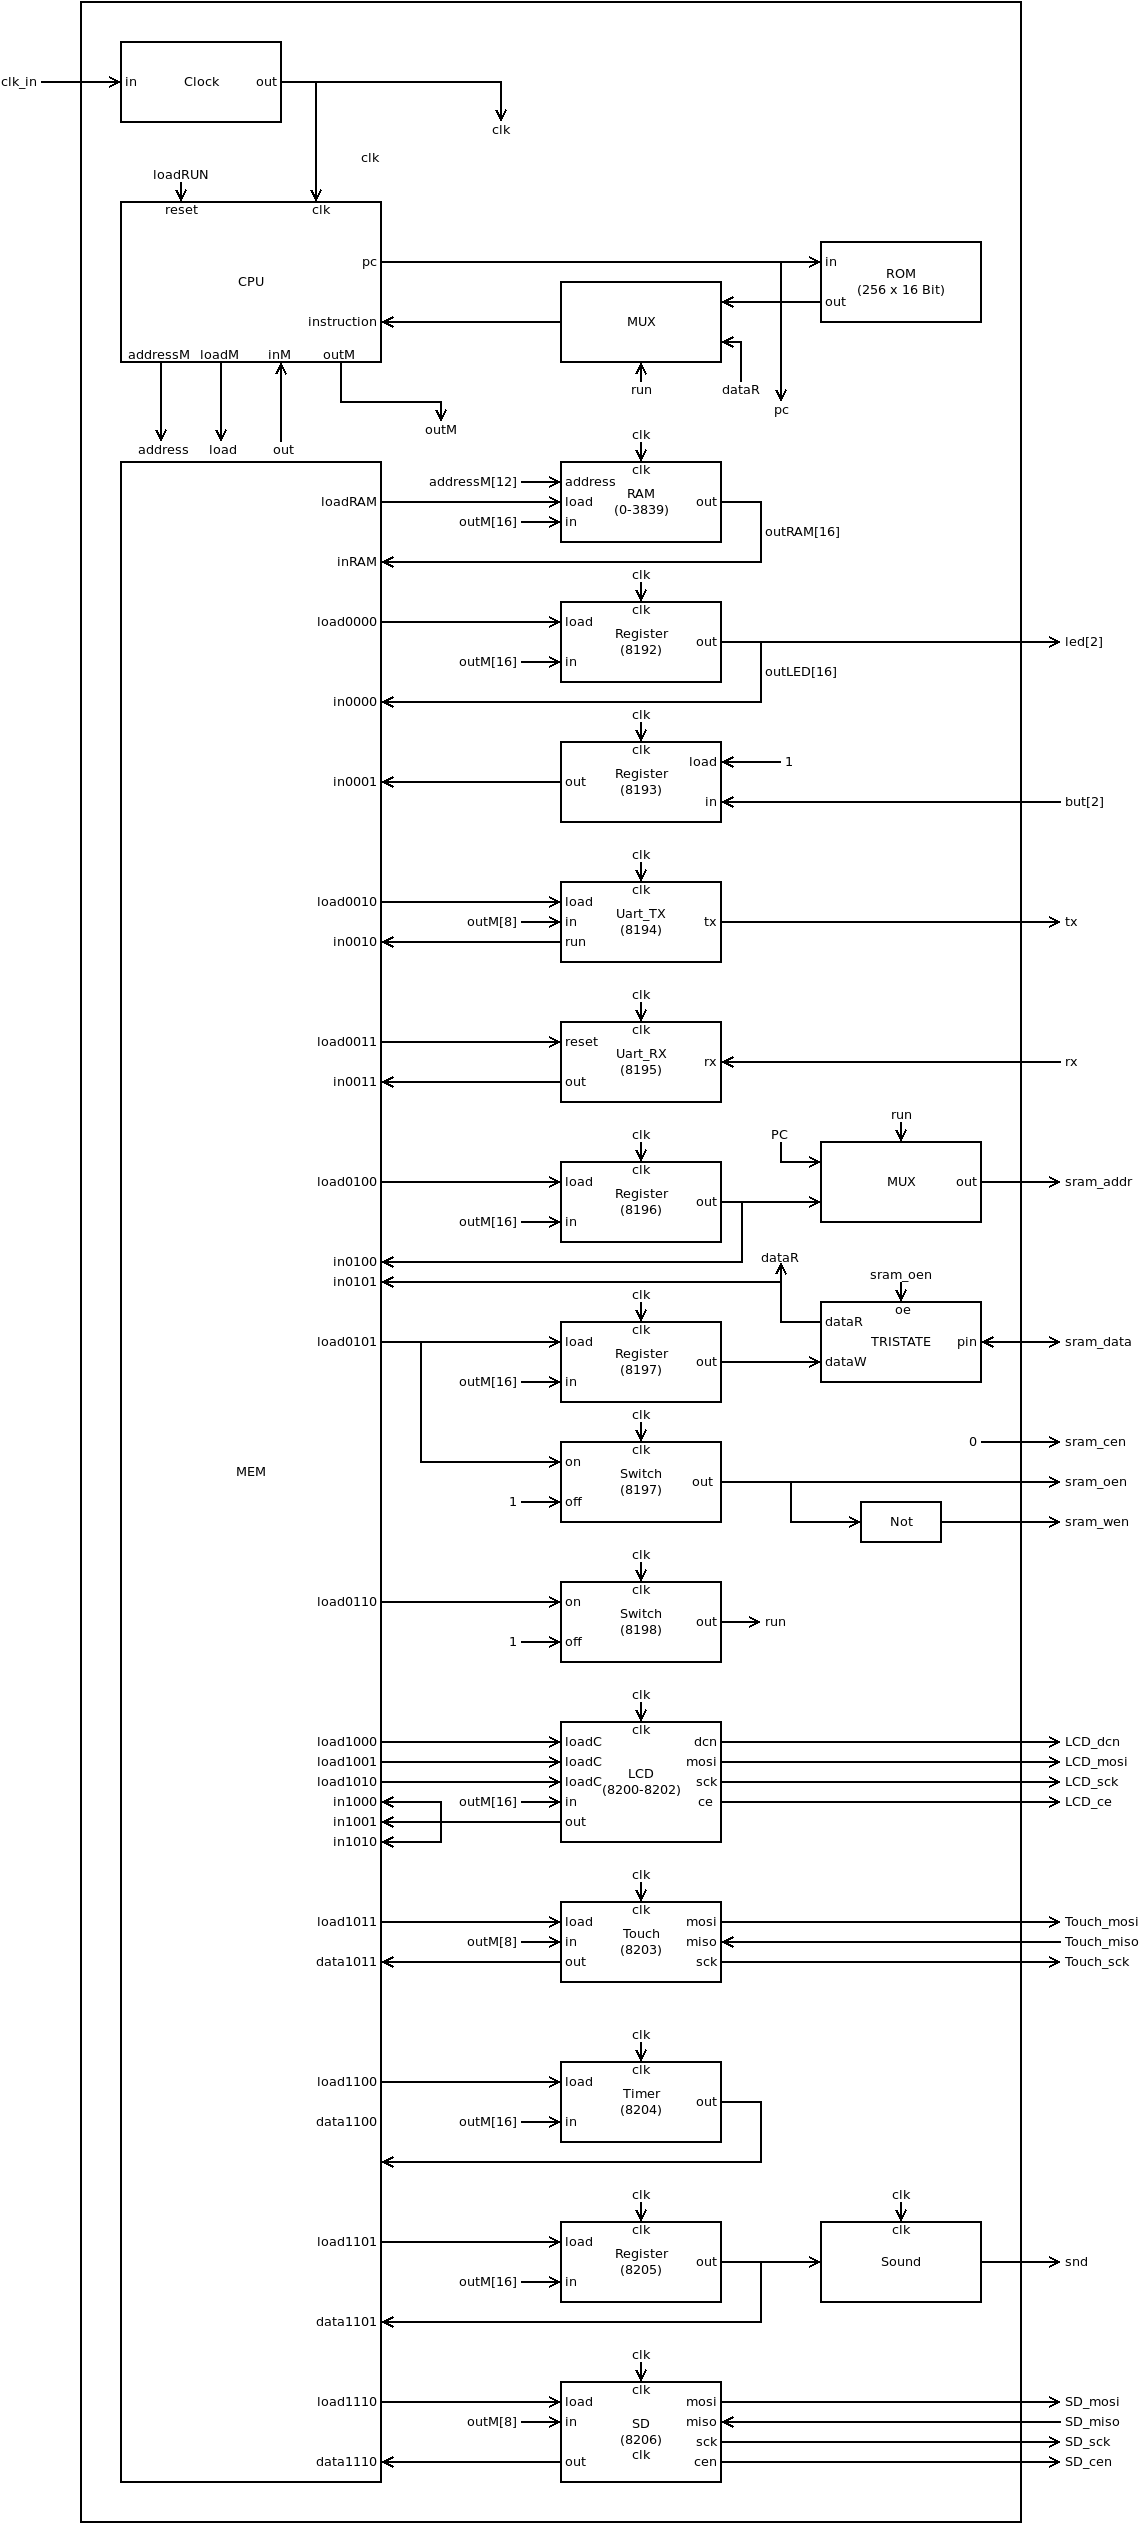 clk_in
in
Clock
out
clk
clk
loadRUN
reset
clk
pc
in
ROM
(256 x 16 Bit)
CPU
out
instruction
MUX
addressM
loadM
inM
outM
run
dataR
pc
outM
address
load
out
clk
clk
addressM[12]
address
RAM
(0-3839)
loadRAM
load
out
outM[16]
in
outRAM[16]
inRAM
clk
clk
load0000
load
Register
(8192)
out
led[2]
outM[16]
in
outLED[16]
in0000
clk
clk
load
1
Register
(8193)
in0001
out
in
but[2]
clk
clk
load0010
load
Uart_TX
(8194)
outM[8]
in
tx
tx
in0010
run
clk
clk
load0011
reset
Uart_RX
(8195)
rx
rx
in0011
out
run
clk
PC
clk
load0100
load
Register
(8196)
out
MUX
out
sram_addr
outM[16]
in
in0100
dataR
in0101
sram_oen
clk
oe
clk
dataR
load0101
load
Register
(8197)
out
TRISTATE
pin
sram_data
dataW
outM[16]
in
clk
clk
0
sram_cen
on
Switch
(8197)
out
sram_oen
1
off
Not
sram_wen
MEM
clk
clk
load0110
on
Switch
(8198)
out
run
1
off
clk
clk
load1000
loadC
dcn
LCD_dcn
load1001
loadC
mosi
LCD_mosi
LCD
(8200-8202)
load1010
loadC
sck
LCD_sck
in1000
outM[16]
in
ce
LCD_ce
in1001
out
in1010
clk
clk
load1011
load
mosi
Touch_mosi
Touch
(8203)
outM[8]
in
miso
Touch_miso
data1011
out
sck
Touch_sck
clk
clk
load1100
load
Timer
(8204)
out
data1100
outM[16]
in
clk
clk
clk
clk
load1101
load
Register
(8205)
out
Sound
snd
outM[16]
in
data1101
clk
clk
load1110
load
mosi
SD_mosi
outM[8]
in
SD
(8206)
clk
miso
SD_miso
sck
SD_sck
data1110
out
cen
SD_cen